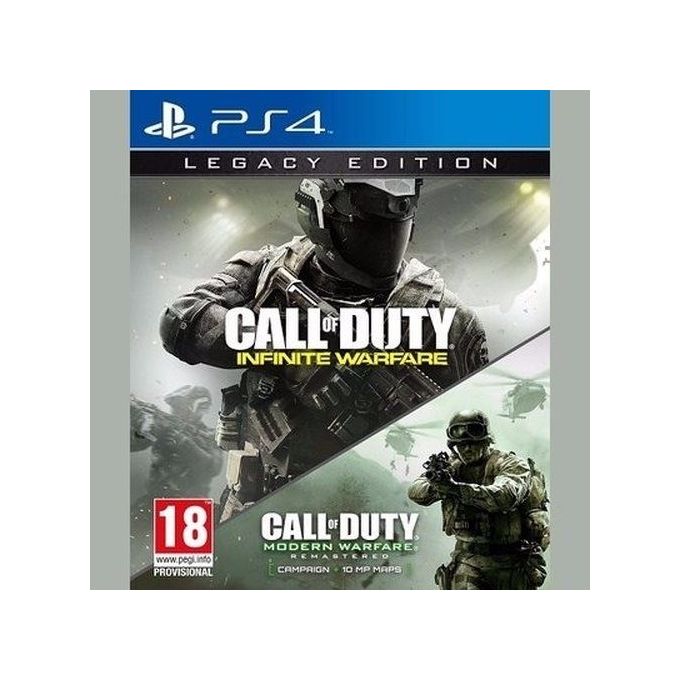 PS4™
LEGACY EDITION
CALL OF DUTY
INFINITE WARFARE
CALL OF DUTY®
MODERN WARFARE®
REMASTERED
CAMPAIGN + 10 MP MAPS
18
www.pegi.info
PROVISIONAL